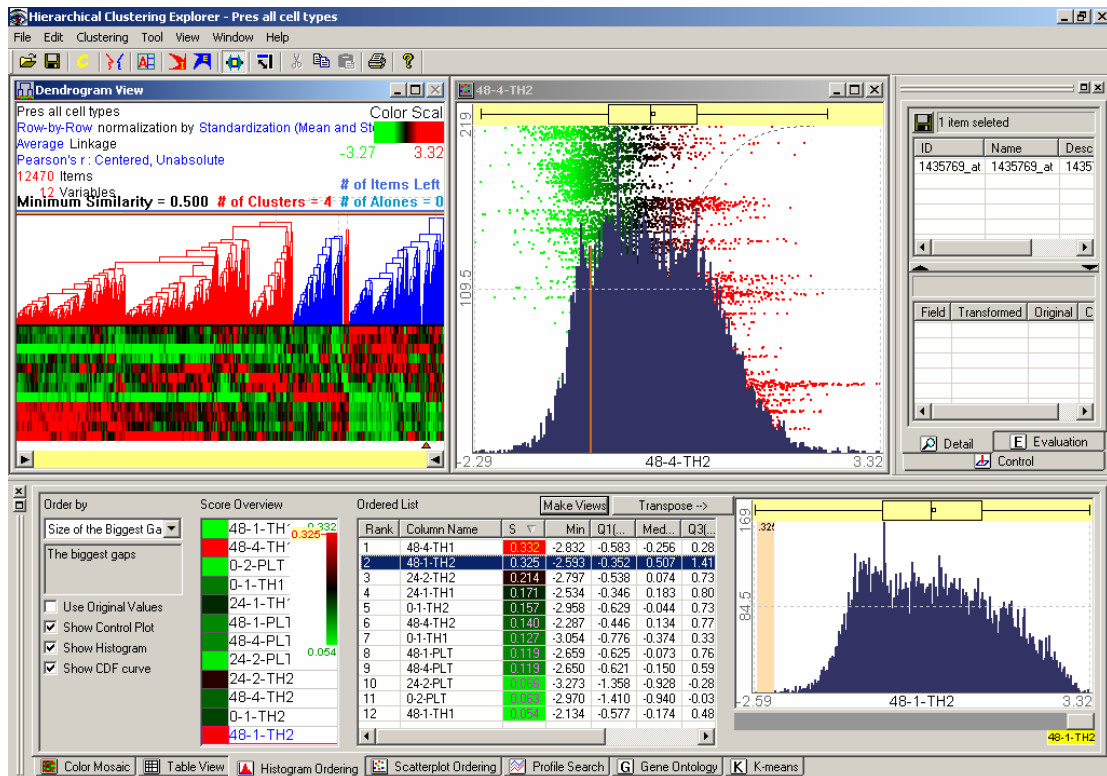 Hierarchical Clustering Explorer - Pres all cell types
File Edit Clustering Tool View Window Help
Dendrogram View
Pres all cell types
Color Scal
Row-by-Row normalization by Standardization (Mean and St
Average Linkage
-3.27 3.32
Pearson's r : Centered, Unabsolute
12470 Items
# of Items Left
12 Variables
Minimum Similarity = 0.500 # of Clusters = 4 # of Alones = 0
48-4-TH2
219
109.5
-2.29 48-4-TH2 3.32
1 item seleted
ID Name Desc
1435769_at 1435769_at 1435
Field Transformed Original C
Detail E Evaluation
Control
Order by
Size of the Biggest Ga
The biggest gaps
Use Original Values
Show Control Plot
Show Histogram
Show CDF curve
Score Overview
48-1-TH1
48-4-TH1
0-2-PLT
0-1-TH1
24-1-TH1
48-1-PLT
48-4-PLT
24-2-PLT
24-2-TH2
48-4-TH2
0-1-TH2
48-1-TH2
0.332
0.325
0.054
Ordered List Make Views Transpose -->
Rank Column Name S Min Q1(... Med... Q3(...
1 48-4-TH1 0.332 -2.832 -0.583 -0.256 0.28
2 48-1-TH2 0.325 -2.593 -0.352 0.507 1.41
3 24-2-TH2 0.214 -2.797 -0.538 0.074 0.73
4 24-1-TH1 0.171 -2.534 -0.346 0.183 0.80
5 0-1-TH2 0.157 -2.958 -0.629 -0.044 0.73
6 48-4-TH2 0.140 -2.287 -0.446 0.134 0.77
7 0-1-TH1 0.127 -3.054 -0.776 -0.374 0.33
8 48-1-PLT 0.119 -2.659 -0.625 -0.073 0.76
9 48-4-PLT 0.119 -2.650 -0.621 -0.150 0.59
10 24-2-PLT -3.273 -1.358 -0.928 -0.28
11 0-2-PLT -2.970 -1.410 -0.940 -0.03
12 48-1-TH1 0.054 -2.134 -0.577 -0.174 0.48
169
.325
84.5
-2.59 48-1-TH2 3.32
48-1-TH2
Color Mosaic Table View Histogram Ordering Scatterplot Ordering Profile Search G Gene Ontology K K-means